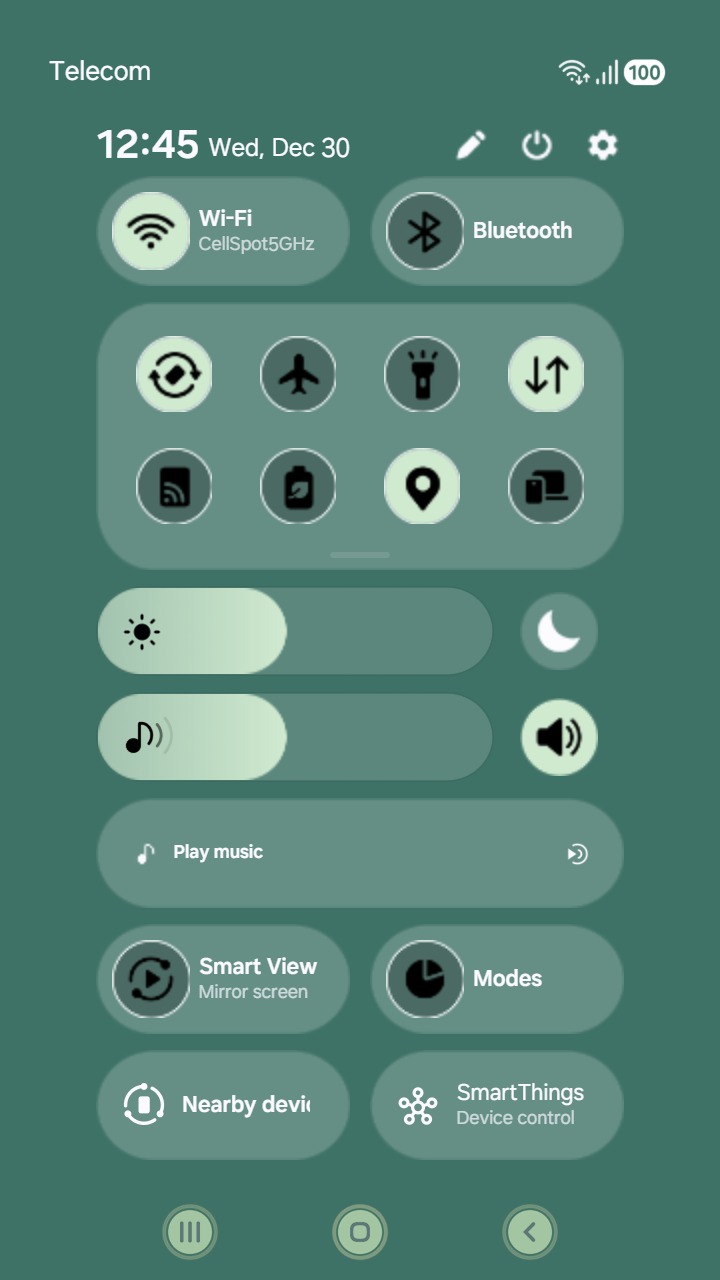 Telecom
100
12:45 Wed, Dec 30
Wi-Fi
CellSpot5GHz
Bluetooth
Play music
Smart View
Mirror screen
Modes
Nearby devi
SmartThings
Device control